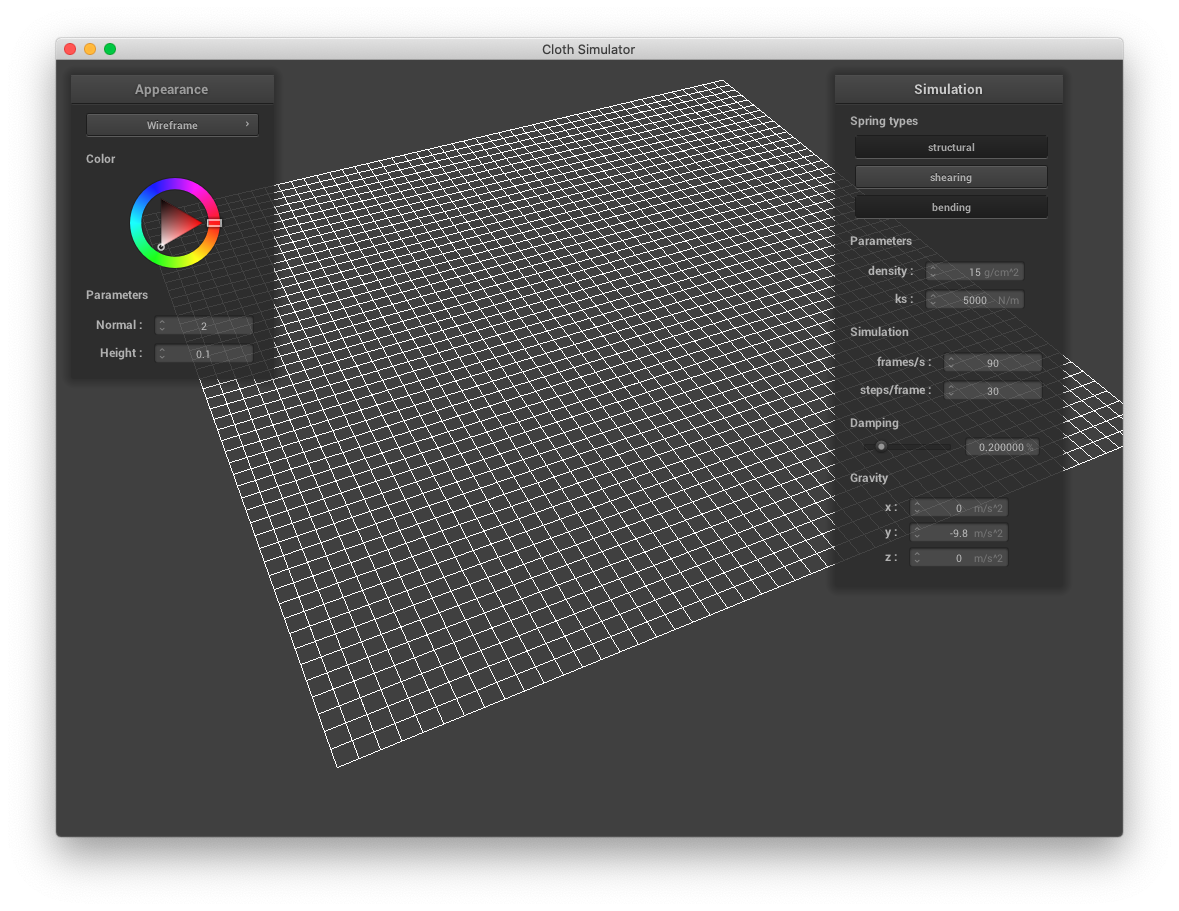 Cloth Simulator
Appearance
Wireframe ›
Color
Parameters
Normal : 2
Height : 0.1
Simulation
Spring types
structural
shearing
bending
Parameters
density : 15 g/cm^2
ks : 5000 N/m
Simulation
frames/s : 90
steps/frame : 30
Damping
0.200000 %
Gravity
x : 0 m/s^2
y : -9.8 m/s^2
z : 0 m/s^2